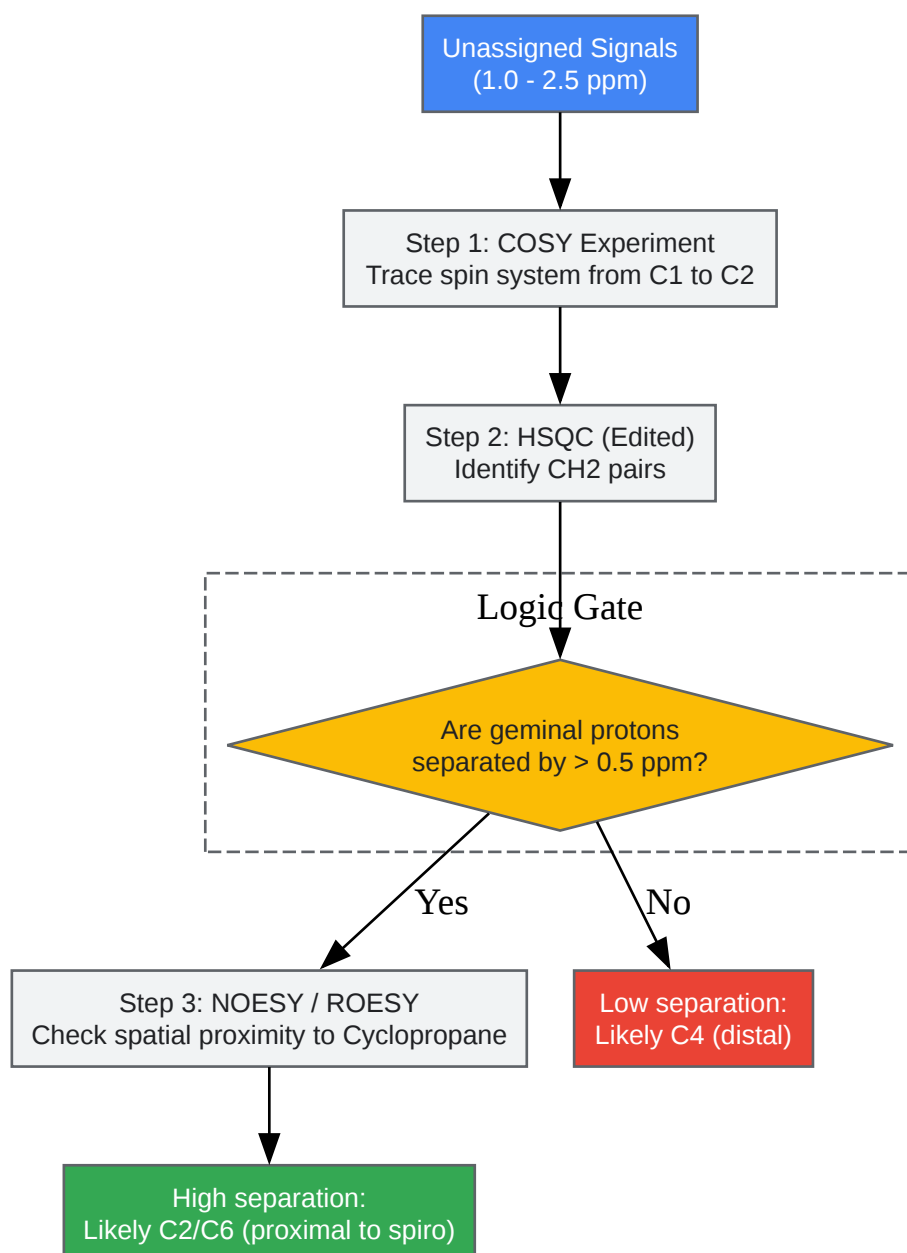 Unassigned Signals
(1.0 - 2.5 ppm)
Step 1: COSY Experiment
Trace spin system from C1 to C2
Step 2: HSQC (Edited)
Identify CH2 pairs
Logic Gate
Are geminal protons
separated by > 0.5 ppm?
Yes
No
Step 3: NOESY / ROESY
Check spatial proximity to Cyclopropane
Low separation:
Likely C4 (distal)
High separation:
Likely C2/C6 (proximal to spiro)